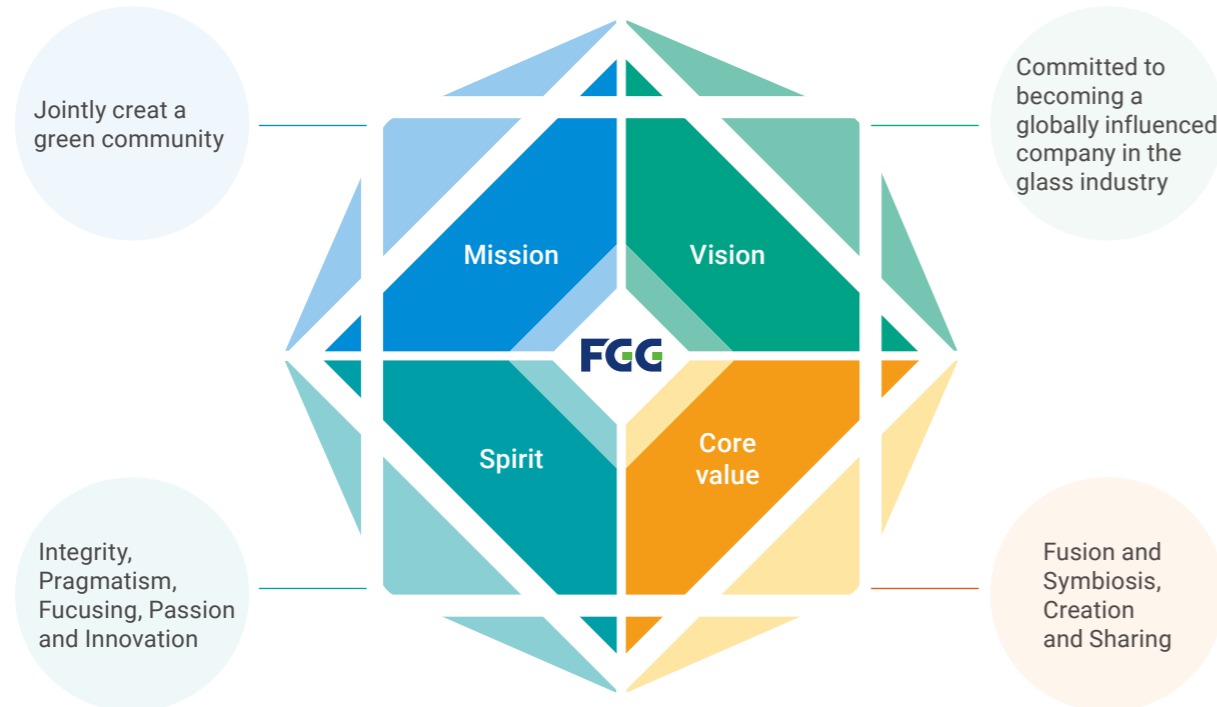 Jointly creat a
green community
Committed to
becoming a
globally influenced
company in the
glass industry
Mission
Vision
FGG
Spirit
Core
value
Integrity,
Pragmatism,
Fucusing, Passion
and Innovation
Fusion and
Symbiosis,
Creation
and Sharing